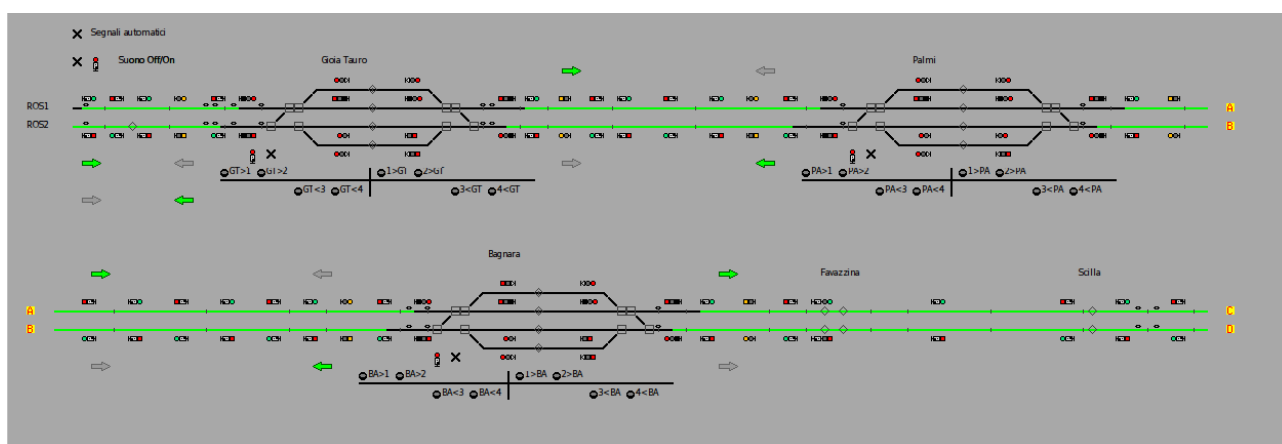 Segnali automatici
Suono Off/On
Gioia Tauro
Palmi
ROS1
A
ROS2
B
GT>1 GT>2 1>GT 2>GT
GT<3 GT<4 3<GT 4<GT
PA>1 PA>2 1>PA 2>PA
PA<3 PA<4 3<PA 4<PA
Bagnara
Favazzina
Scilla
A
C
B
D
BA>1 BA>2 1>BA 2>BA
BA<3 BA<4 3<BA 4<BA